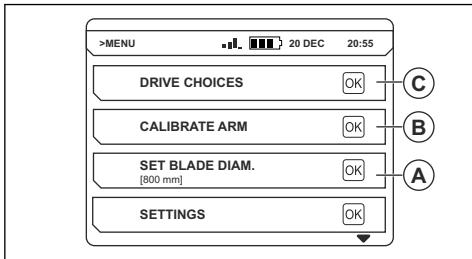 >MENU 20 DEC 20:55
DRIVE CHOICES OK C
CALIBRATE ARM OK B
SET BLADE DIAM. OK A
[800 mm]
SETTINGS OK